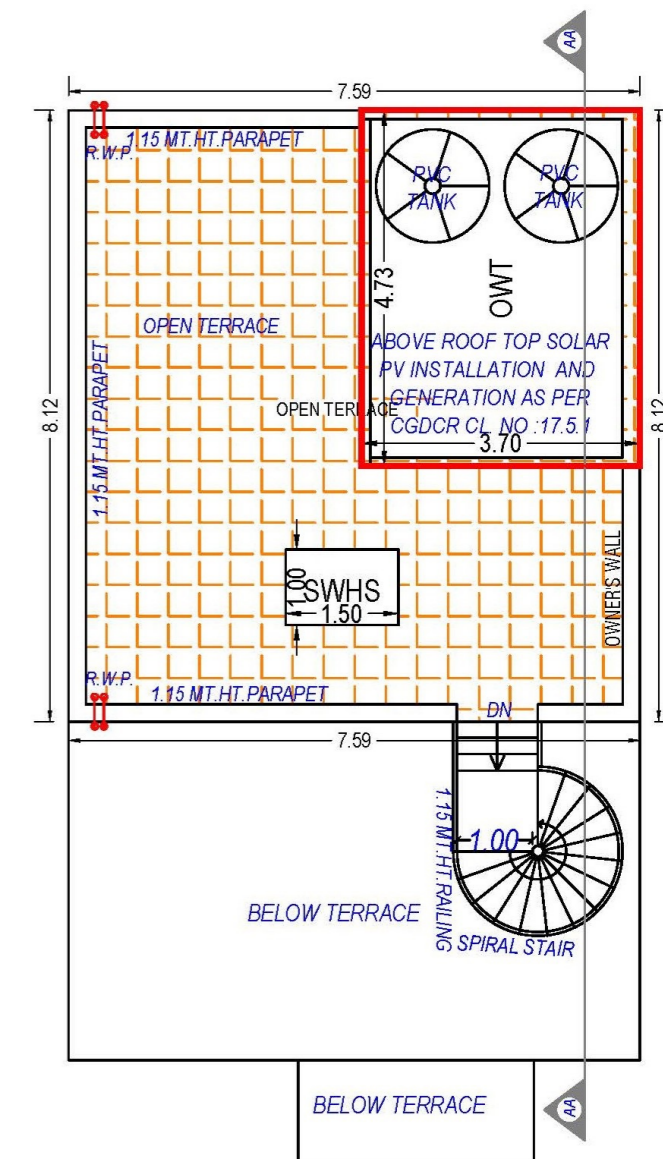 AA
7.59
R.W.P.
1.15 MT.HT.PARAPET
PVC
TANK
PVC
TANK
4.73
OWT
OPEN TERRACE
ABOVE ROOF TOP SOLAR
PV INSTALLATION AND
GENERATION AS PER
CGDCR CL. NO :17.5.1
3.70
OPEN TERRACE
8.12
8.12
1.15 MT.HT.PARAPET
1.00
SWHS
1.50
OWNER'S WALL
R.W.P.
1.15 MT.HT.PARAPET
DN
7.59
1.15 MT.HT.RAILING
1.00
BELOW TERRACE
SPIRAL STAIR
BELOW TERRACE
AA